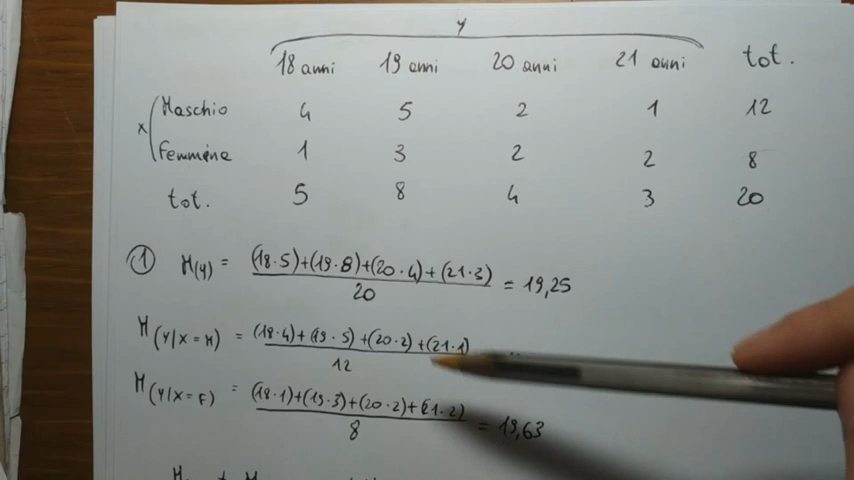 y
18 anni 19 anni 20 anni 21 anni tot.
x Maschio 4 5 2 1 12
Femmina 1 3 2 2 8
tot. 5 8 4 3 20
① M(y) = (18·5)+(19·8)+(20·4)+(21·3) = 19,25
20
M(Y|X=M) = (18·4)+(19·5)+(20·2)+(21·1)
12
M(Y|X=F) = (18·1)+(19·3)+(20·2)+(21·2) = 19,63
8